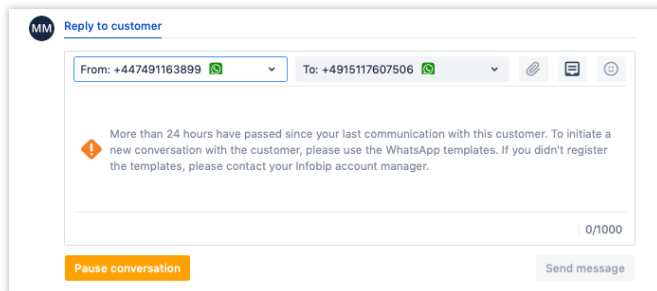 MM
Reply to customer
From: +447491163899
To: +4915117607506
More than 24 hours have passed since your last communication with this customer. To initiate a
new conversation with the customer, please use the WhatsApp templates. If you didn't register
the templates, please contact your Infobip account manager.
0/1000
Pause conversation
Send message